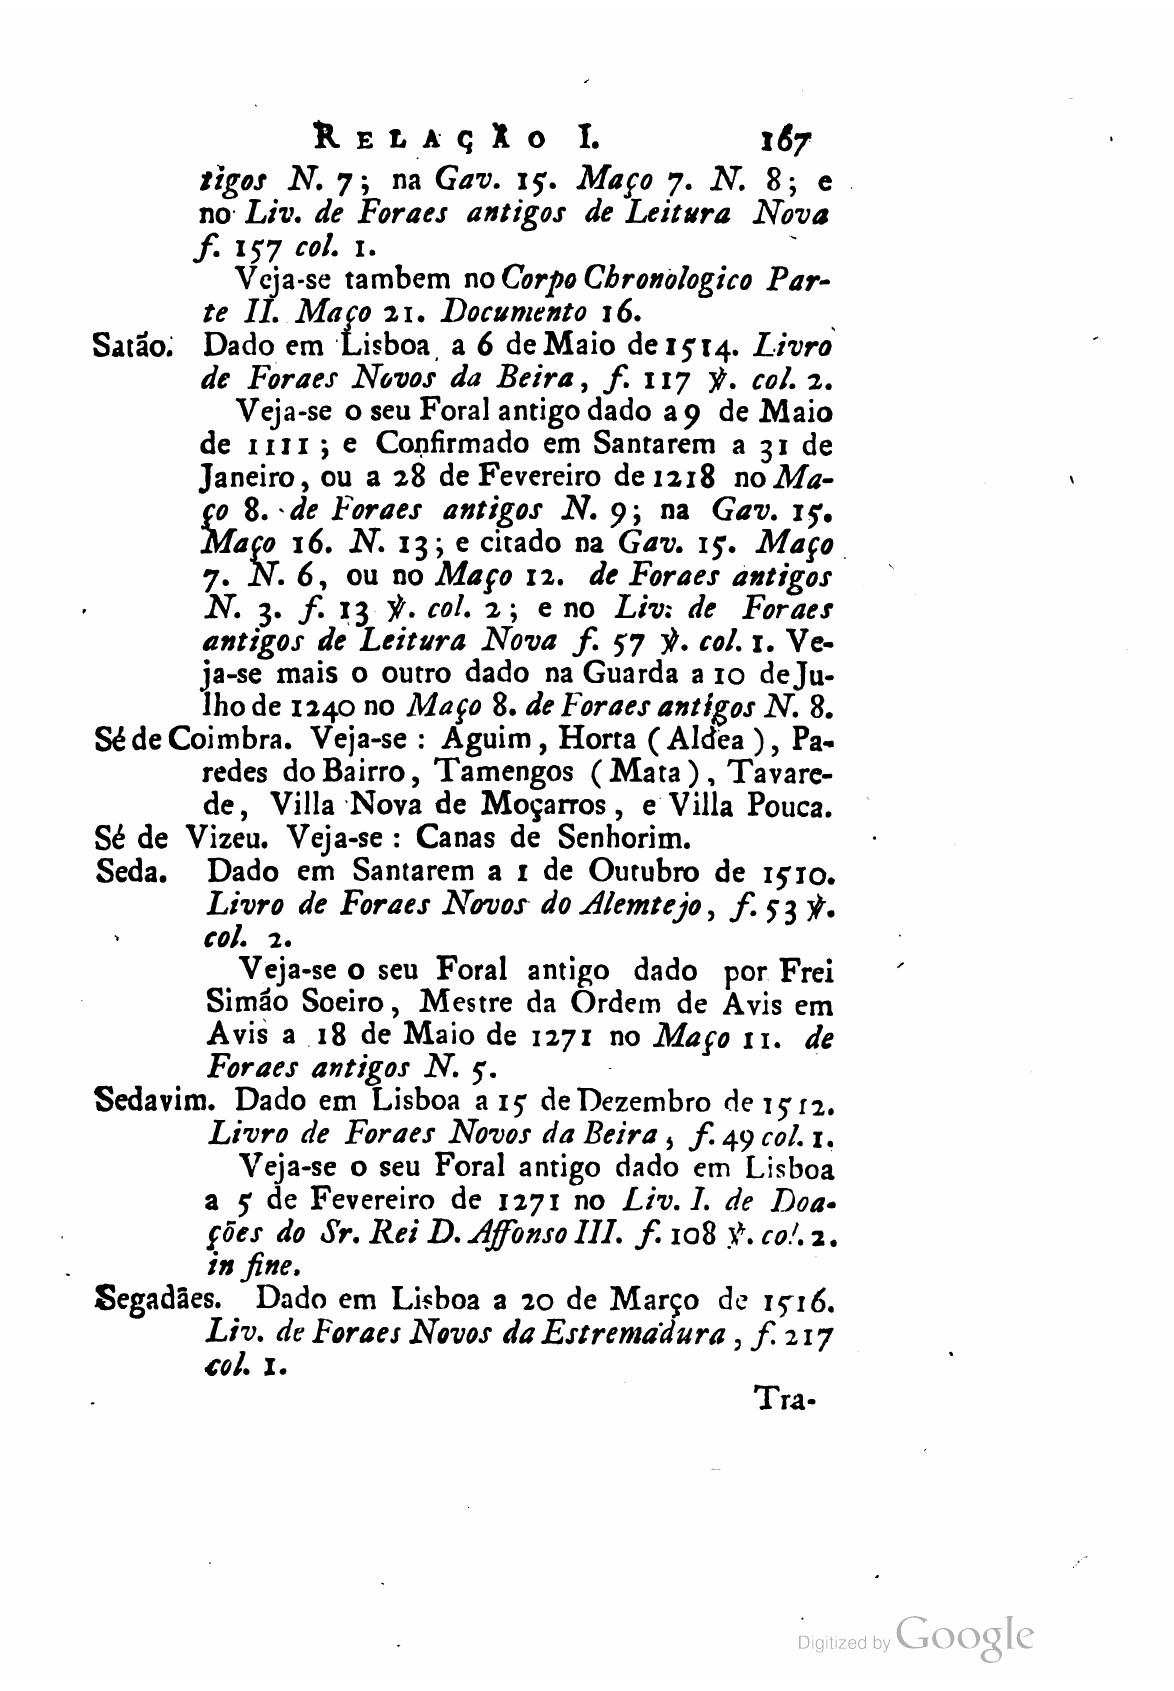 RELAÇÃO I. 167
tigos N. 7; na Gav. 15. Maço 7. N. 8; e
no Liv. de Foraes antigos de Leitura Nova
f. 157 col. 1.
Veja-se tambem no Corpo Chronologico Par-
te II. Maço 21. Documento 16.
Satão. Dado em Lisboa a 6 de Maio de 1514. Livro
de Foraes Novos da Beira, f. 117 ℣. col. 2.
Veja-se o seu Foral antigo dado a 9 de Maio
de 1111; e Confirmado em Santarem a 31 de
Janeiro, ou a 28 de Fevereiro de 1218 no Ma-
ço 8. de Foraes antigos N. 9; na Gav. 15.
Maço 16. N. 13; e citado na Gav. 15. Maço
7. N. 6, ou no Maço 12. de Foraes antigos
N. 3. f. 13 ℣. col. 2; e no Liv. de Foraes
antigos de Leitura Nova f. 57 ℣. col. 1. Ve-
ja-se mais o outro dado na Guarda a 10 de Ju-
lho de 1240 no Maço 8. de Foraes antigos N. 8.
Sé de Coimbra. Veja-se : Aguim, Horta (Aldea), Pa-
redes do Bairro, Tamengos (Mata), Tavare-
de, Villa Nova de Moçarros, e Villa Pouca.
Sé de Vizeu. Veja-se : Canas de Senhorim.
Seda. Dado em Santarem a 1 de Outubro de 1510.
Livro de Foraes Novos do Alemtejo, f. 53 ℣.
col. 2.
Veja-se o seu Foral antigo dado por Frei
Simão Soeiro, Mestre da Ordem de Avis em
Avis a 18 de Maio de 1271 no Maço 11. de
Foraes antigos N. 5.
Sedavim. Dado em Lisboa a 15 de Dezembro de 1512.
Livro de Foraes Novos da Beira, f. 49 col. 1.
Veja-se o seu Foral antigo dado em Lisboa
a 5 de Fevereiro de 1271 no Liv. I. de Doa-
ções do Sr. Rei D. Affonso III. f. 108 ℣. col. 2.
in fine.
Segadães. Dado em Lisboa a 20 de Março de 1516.
Liv. de Foraes Novos da Estremadura, f. 217
col. 1.
Tra-
Digitized by Google